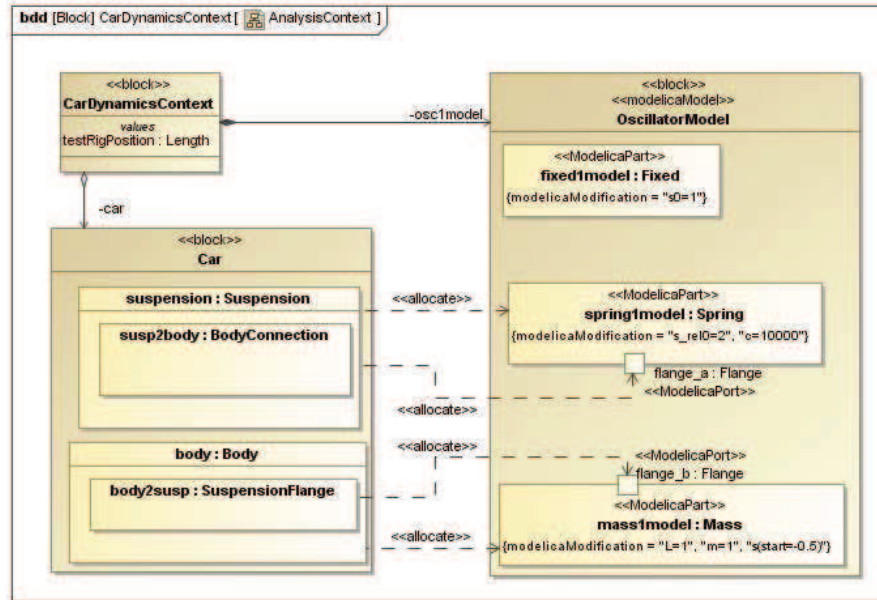 bdd [Block] CarDynamicsContext [ AnalysisContext ]
<<block>>
CarDynamicsContext
values
testRigPosition : Length
-osc1model
-car
<<block>>
<<modelicaModel>>
OscillatorModel
<<ModelicaPart>>
fixed1model : Fixed
{modelicaModification = "s0=1"}
<<block>>
Car
suspension : Suspension
susp2body : BodyConnection
<<allocate>>
<<ModelicaPart>>
spring1model : Spring
{modelicaModification = "s_rel0=2", "c=10000"}
flange_a : Flange
<<ModelicaPort>>
<<allocate>>
<<allocate>>
body : Body
body2susp : SuspensionFlange
<<ModelicaPort>>
flange_b : Flange
<<allocate>>
<<ModelicaPart>>
mass1model : Mass
{modelicaModification = "L=1", "m=1", "s(start=-0.5)"}